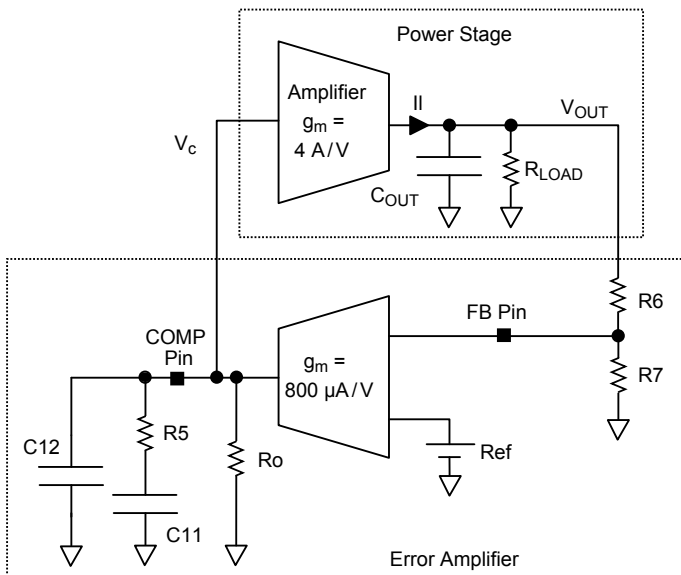 Power Stage
Amplifier
gm =
4 A/V
Il
VOUT
Vc
COUT
RLOAD
R6
FB Pin
COMP
Pin
gm =
800 µA/V
R7
R5
C12
Ro
Ref
C11
Error Amplifier